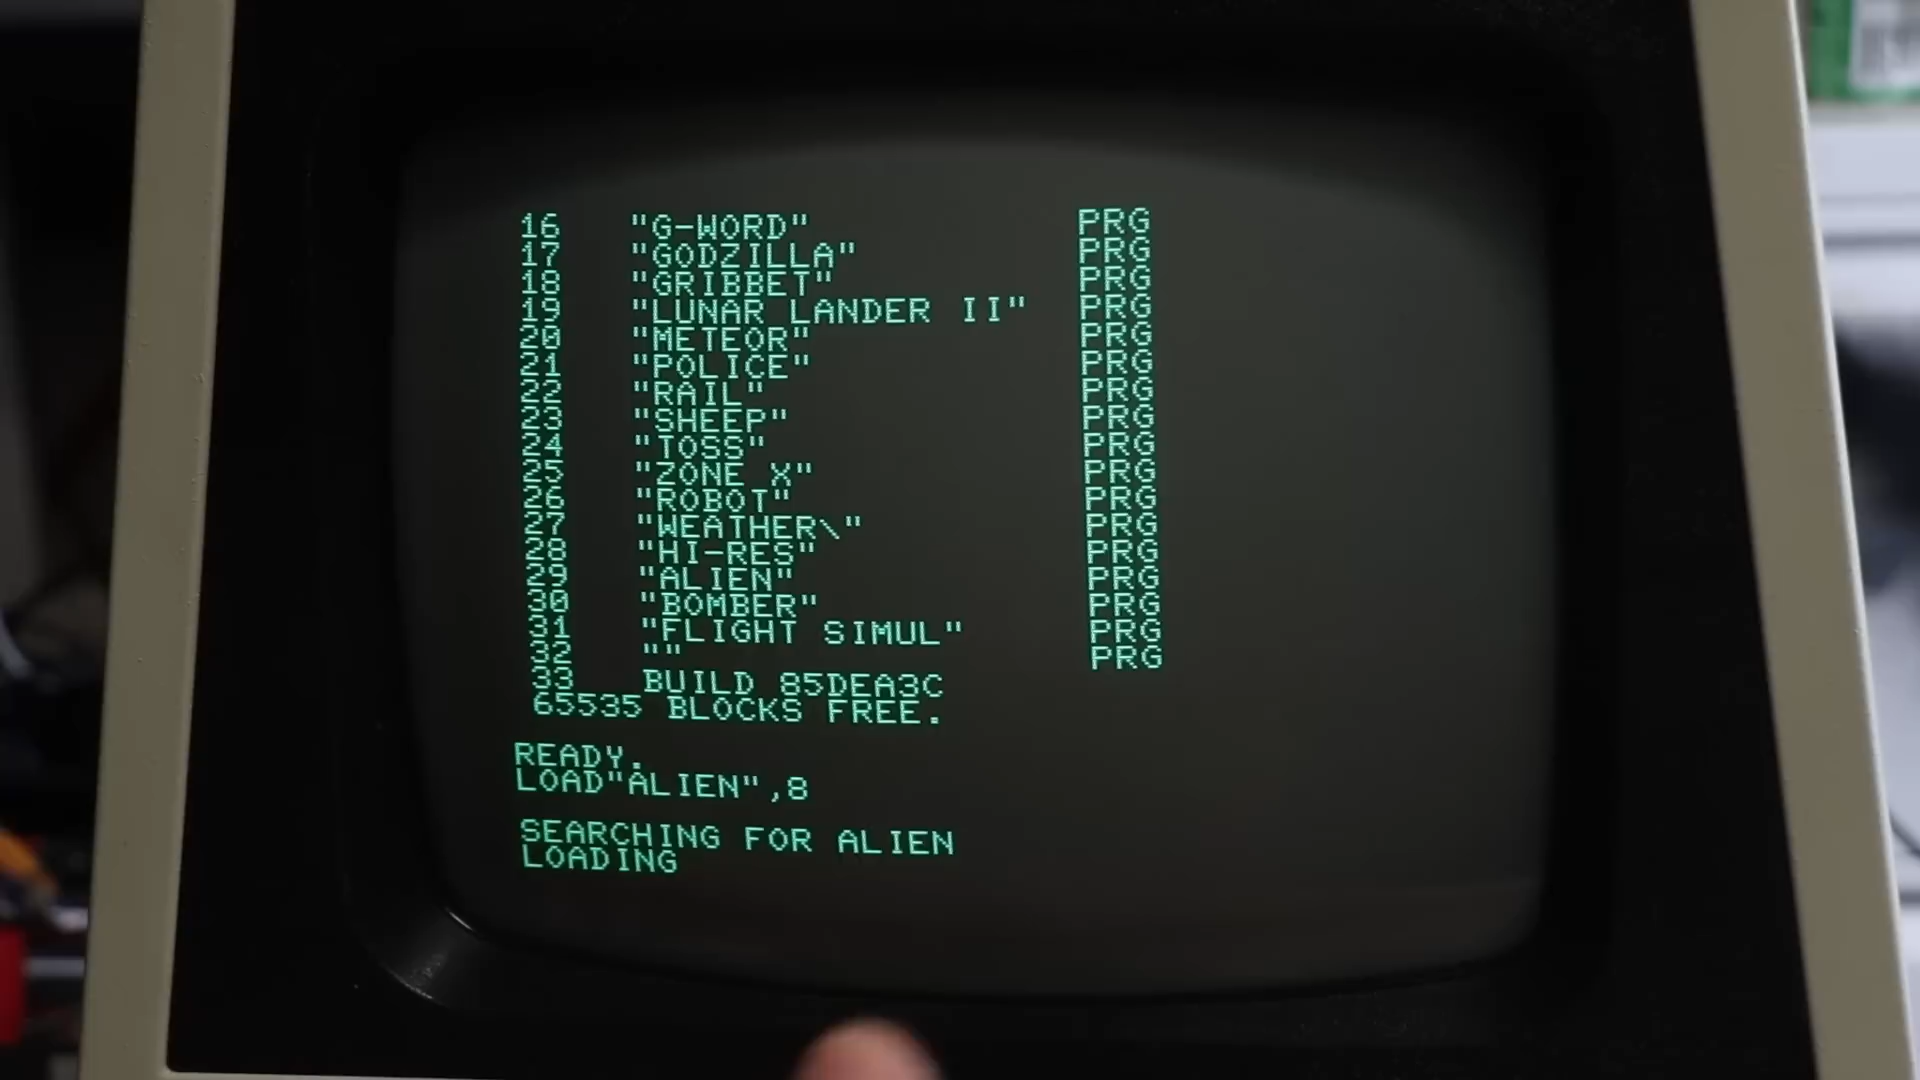 16 "G-WORD" PRG
17 "GODZILLA" PRG
18 "GRIBBET" PRG
19 "LUNAR LANDER II" PRG
20 "METEOR" PRG
21 "POLICE" PRG
22 "RAIL" PRG
23 "SHEEP" PRG
24 "TOSS" PRG
25 "ZONE X" PRG
26 "ROBOT" PRG
27 "WEATHER\" PRG
28 "HI-RES" PRG
29 "ALIEN" PRG
30 "BOMBER" PRG
31 "FLIGHT SIMUL" PRG
32 "" PRG
33 BUILD 85DEA3C
65535 BLOCKS FREE.
READY.
LOAD"ALIEN",8
SEARCHING FOR ALIEN
LOADING